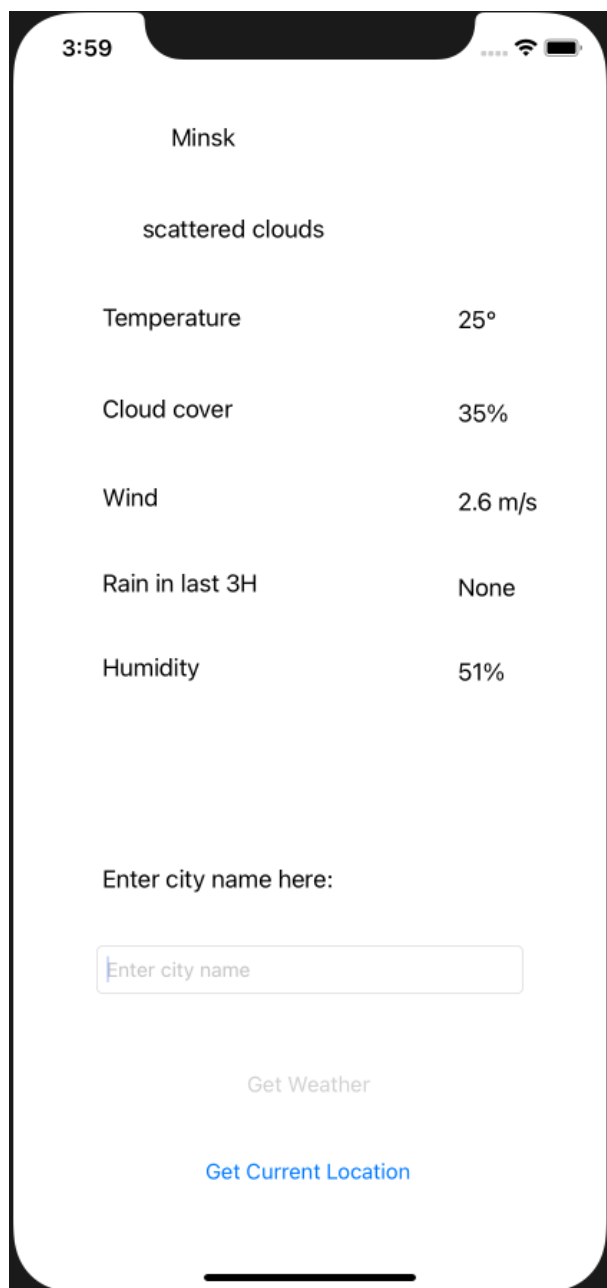 3:59
Minsk
scattered clouds
Temperature 25°
Cloud cover 35%
Wind 2.6 m/s
Rain in last 3H None
Humidity 51%
Enter city name here:
Enter city name
Get Weather
Get Current Location